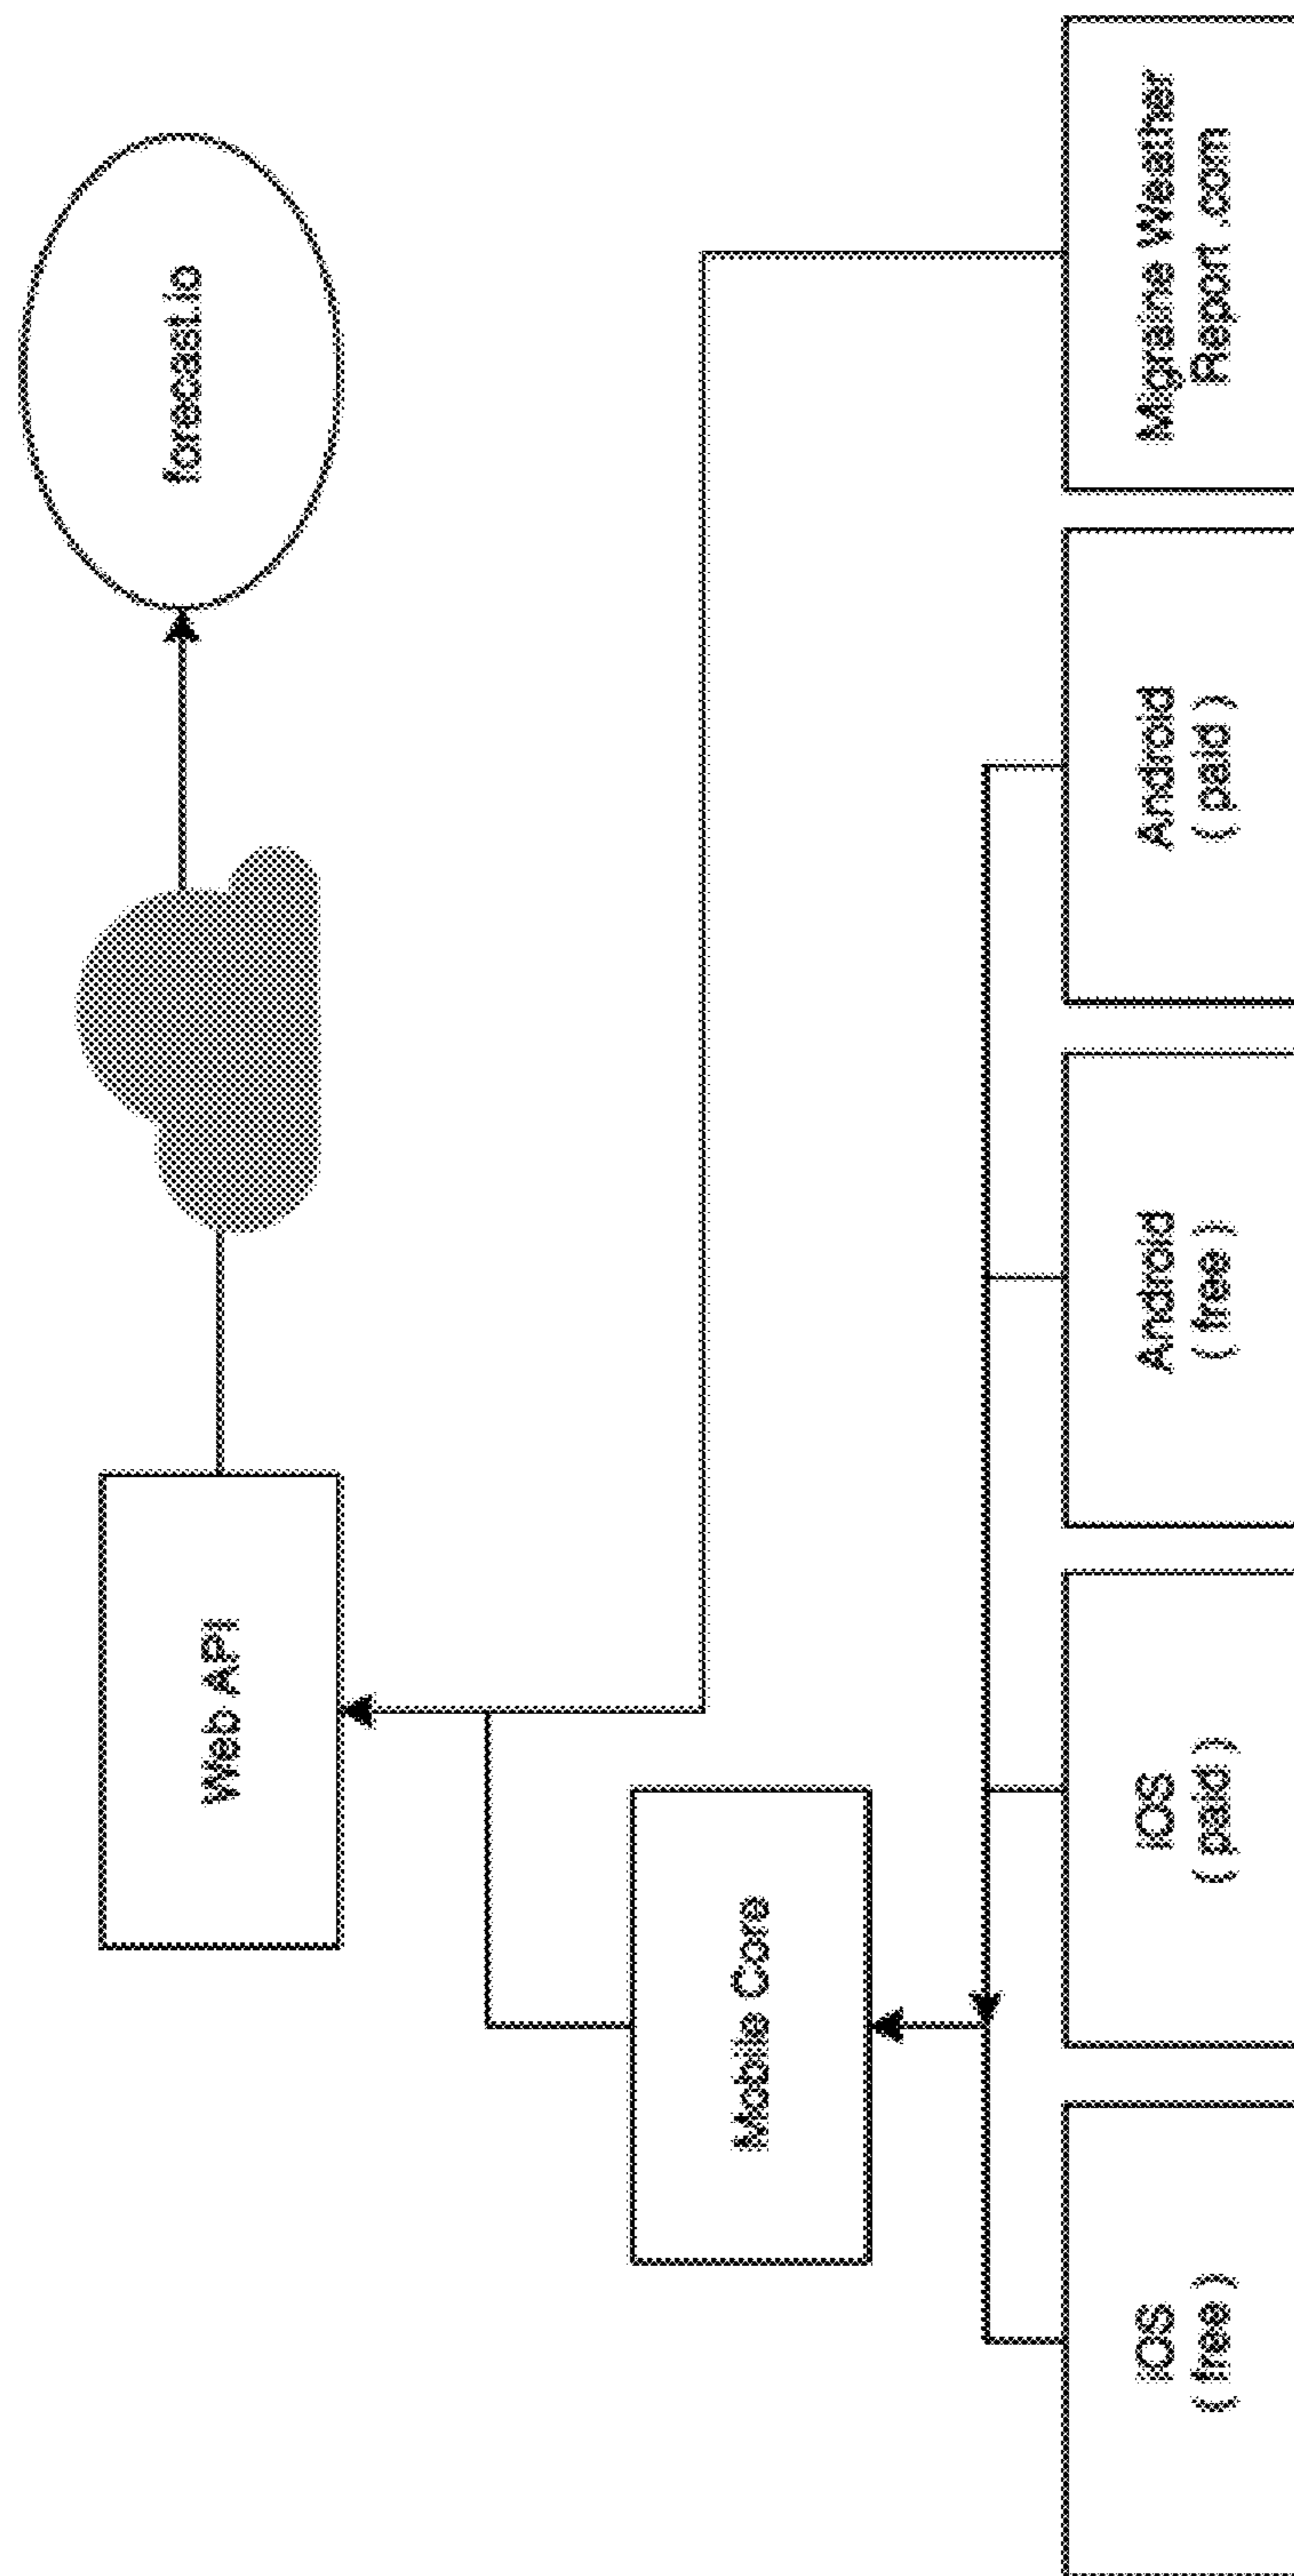 forecast.io
Web API
Mobile Core
iOS
( free )
iOS
( paid )
Android
( free )
Android
( paid )
Migraine Weather
Report .com